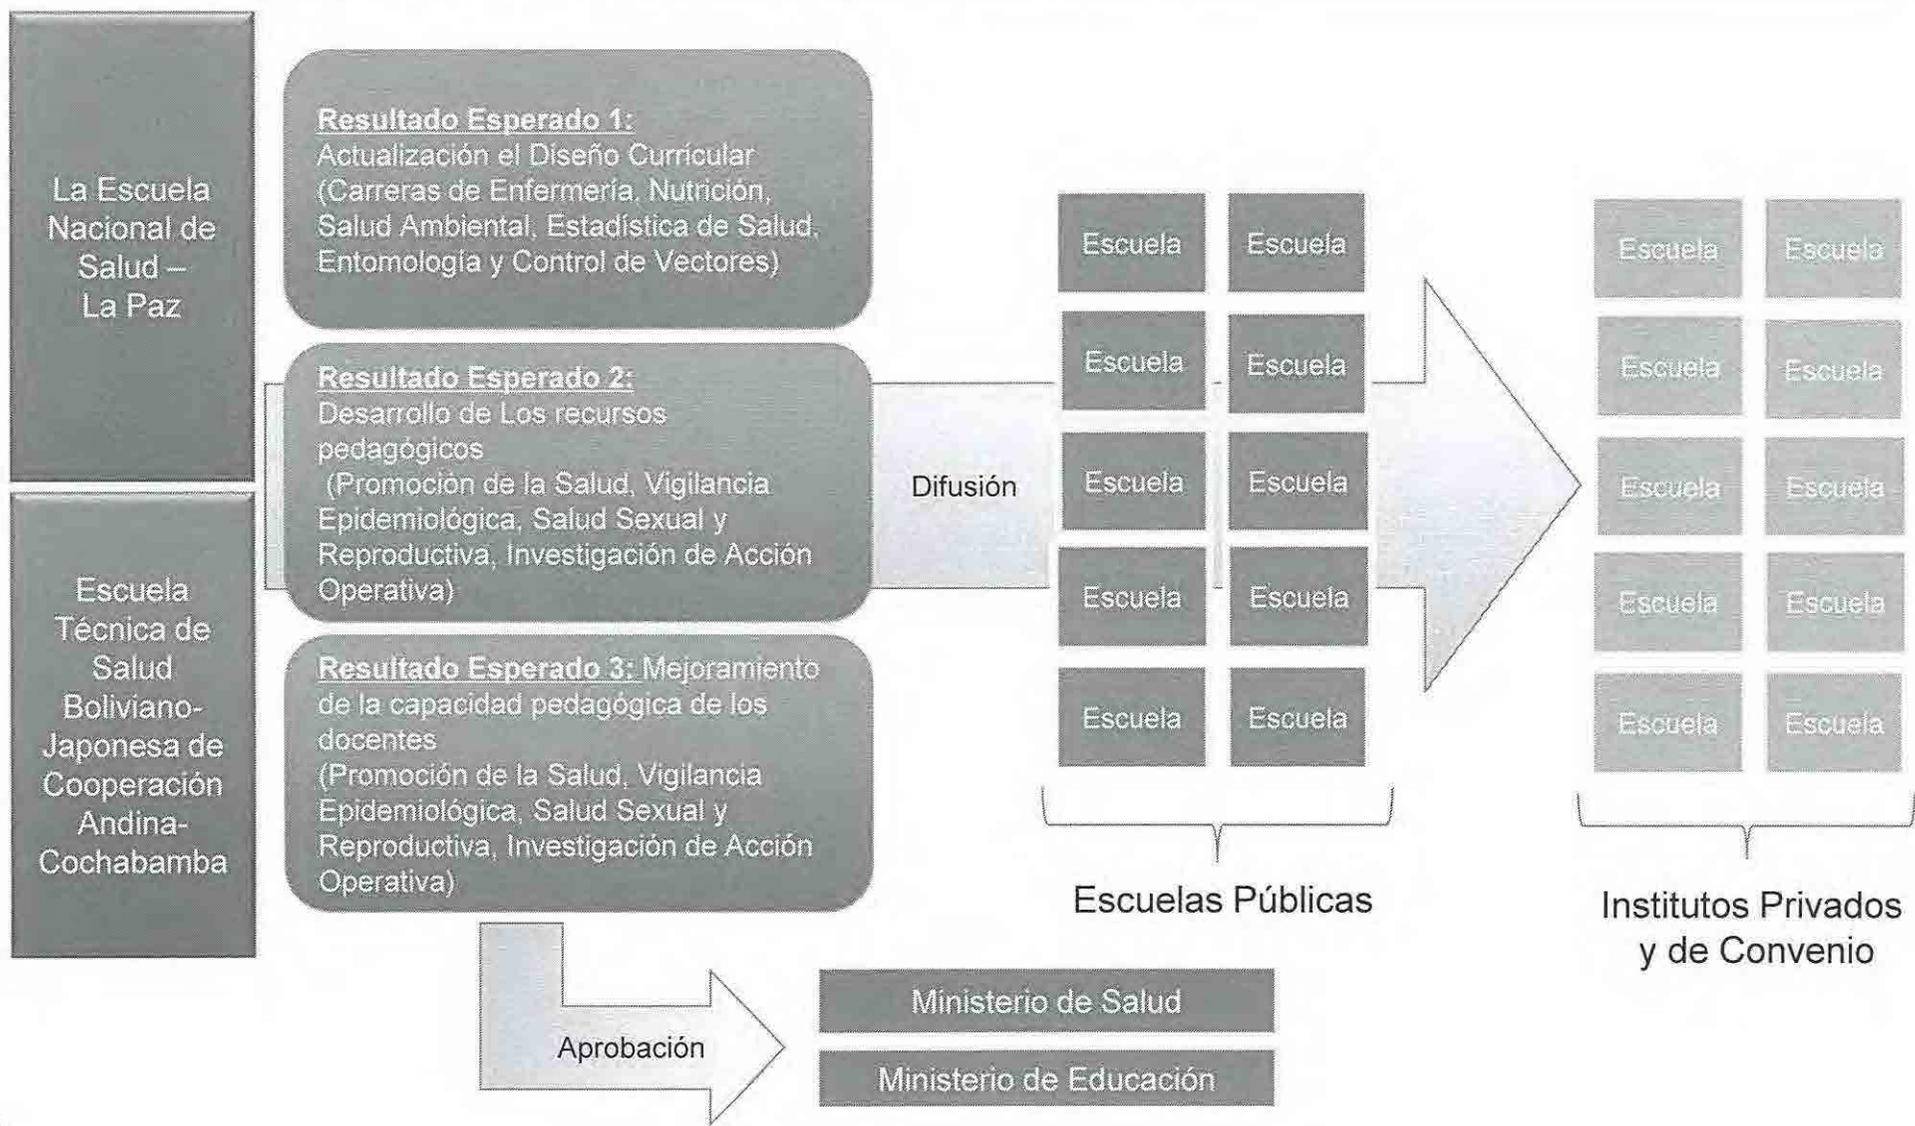 La Escuela
Nacional de
Salud –
La Paz
Escuela
Técnica de
Salud
Boliviano-
Japonesa de
Cooperación
Andina-
Cochabamba
Resultado Esperado 1:
Actualización el Diseño Curricular
(Carreras de Enfermería, Nutrición,
Salud Ambiental, Estadística de Salud,
Entomología y Control de Vectores)
Resultado Esperado 2:
Desarrollo de Los recursos
pedagógicos
(Promoción de la Salud, Vigilancia
Epidemiológica, Salud Sexual y
Reproductiva, Investigación de Acción
Operativa)
Resultado Esperado 3: Mejoramiento
de la capacidad pedagógica de los
docentes
(Promoción de la Salud, Vigilancia
Epidemiológica, Salud Sexual y
Reproductiva, Investigación de Acción
Operativa)
Difusión
Escuela Escuela
Escuela Escuela
Escuela Escuela
Escuela Escuela
Escuela Escuela
Escuelas Públicas
Escuela Escuela
Escuela Escuela
Escuela Escuela
Escuela Escuela
Escuela Escuela
Institutos Privados
y de Convenio
Aprobación
Ministerio de Salud
Ministerio de Educación